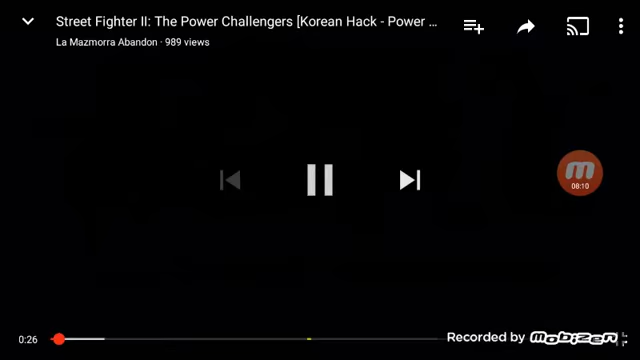 Street Fighter II: The Power Challengers [Korean Hack - Power ...
La Mazmorra Abandon · 989 views
m
08:10
0:26
Recorded by mobizen